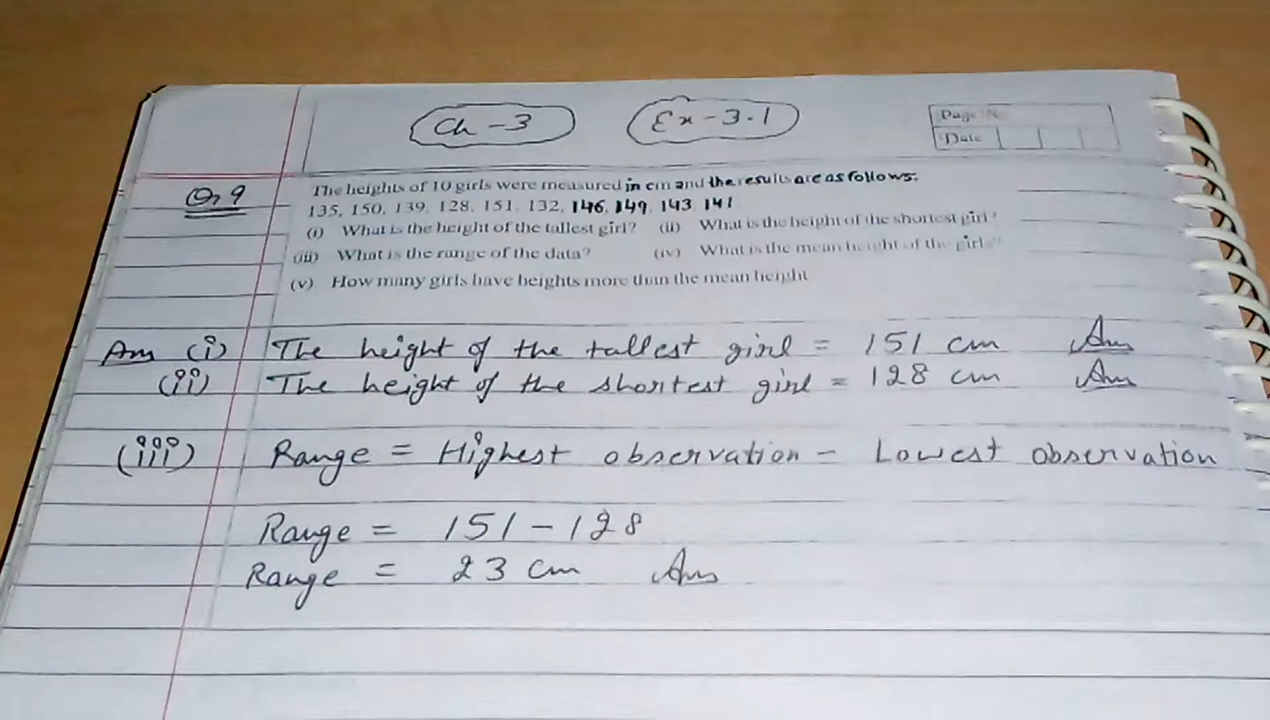 Ch-3 Ex-3.1
Page No.
Date
Qn 9 The heights of 10 girls were measured in cm and the results are as follows:
135, 150, 139, 128, 151, 132, 146, 149, 143, 141
(i) What is the height of the tallest girl? (ii) What is the height of the shortest girl?
(iii) What is the range of the data? (iv) What is the mean height of the girls?
(v) How many girls have heights more than the mean height
Ans (i) The height of the tallest girl = 151 cm Ans
(ii) The height of the shortest girl = 128 cm Ans
(iii) Range = Highest observation - Lowest observation
Range = 151-128
Range = 23 cm Ans